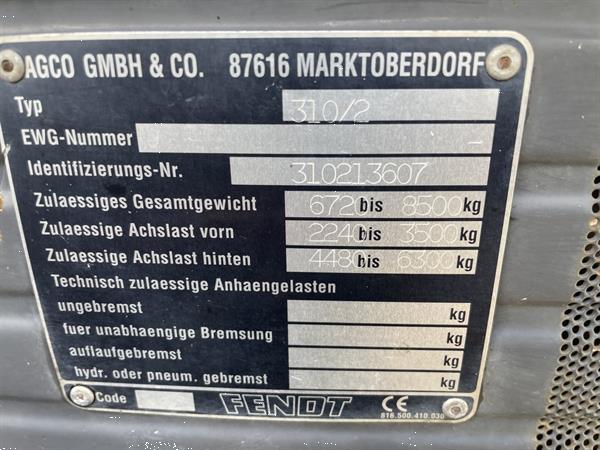 AGCO GMBH & CO. 87616 MARKTOBERDORF
Typ 310/2
EWG-Nummer -
Identifizierungs-Nr. 310213607
Zulaessiges Gesamtgewicht 672 bis 8500 kg
Zulaessige Achslast vorn 2240 bis 3500 kg
Zulaessige Achslast hinten 4480 bis 6300 kg
Technisch zulaessige Anhaengelasten
ungebremst kg
fuer unabhaengige Bremsung kg
auflaufgebremst kg
hydr. oder pneum. gebremst kg
Code FENDT CE
816.500.410.030